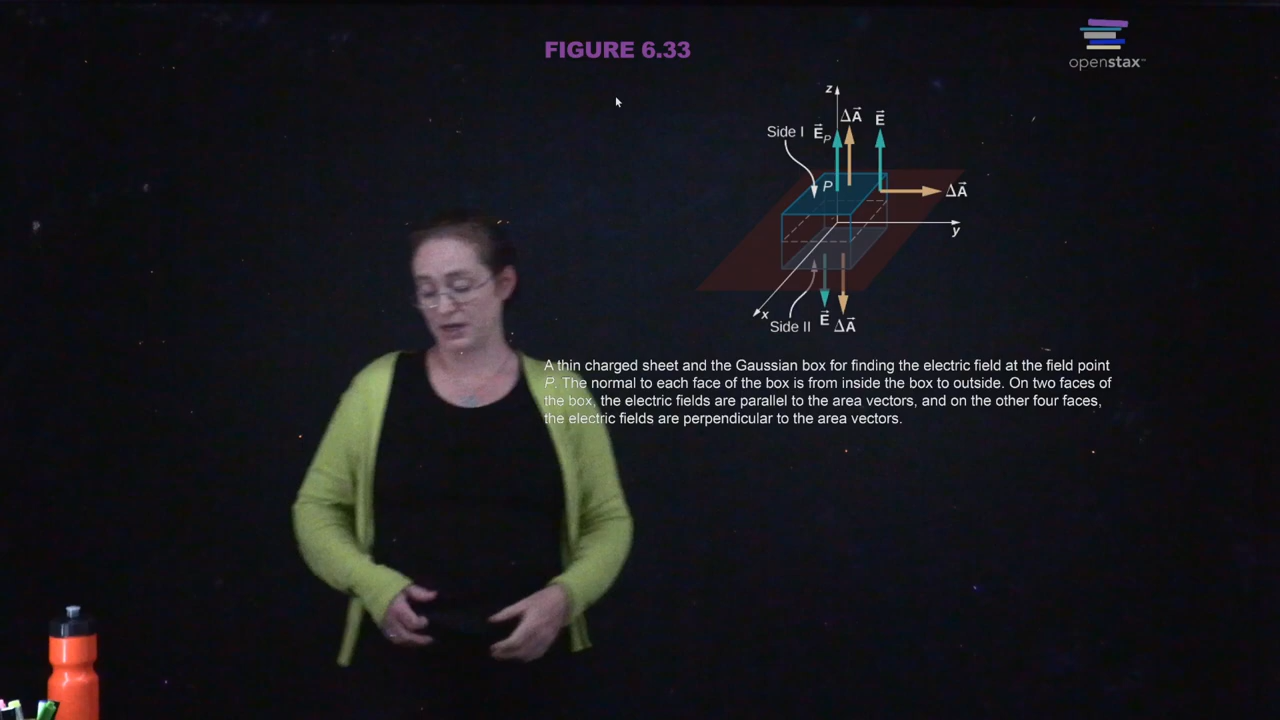 FIGURE 6.33
openstax™
z
ΔA⃗
E⃗
Side I
E⃗P
P
ΔA⃗
y
x
Side II
E⃗
ΔA⃗
A thin charged sheet and the Gaussian box for finding the electric field at the field point
P. The normal to each face of the box is from inside the box to outside. On two faces of
the box, the electric fields are parallel to the area vectors, and on the other four faces,
the electric fields are perpendicular to the area vectors.